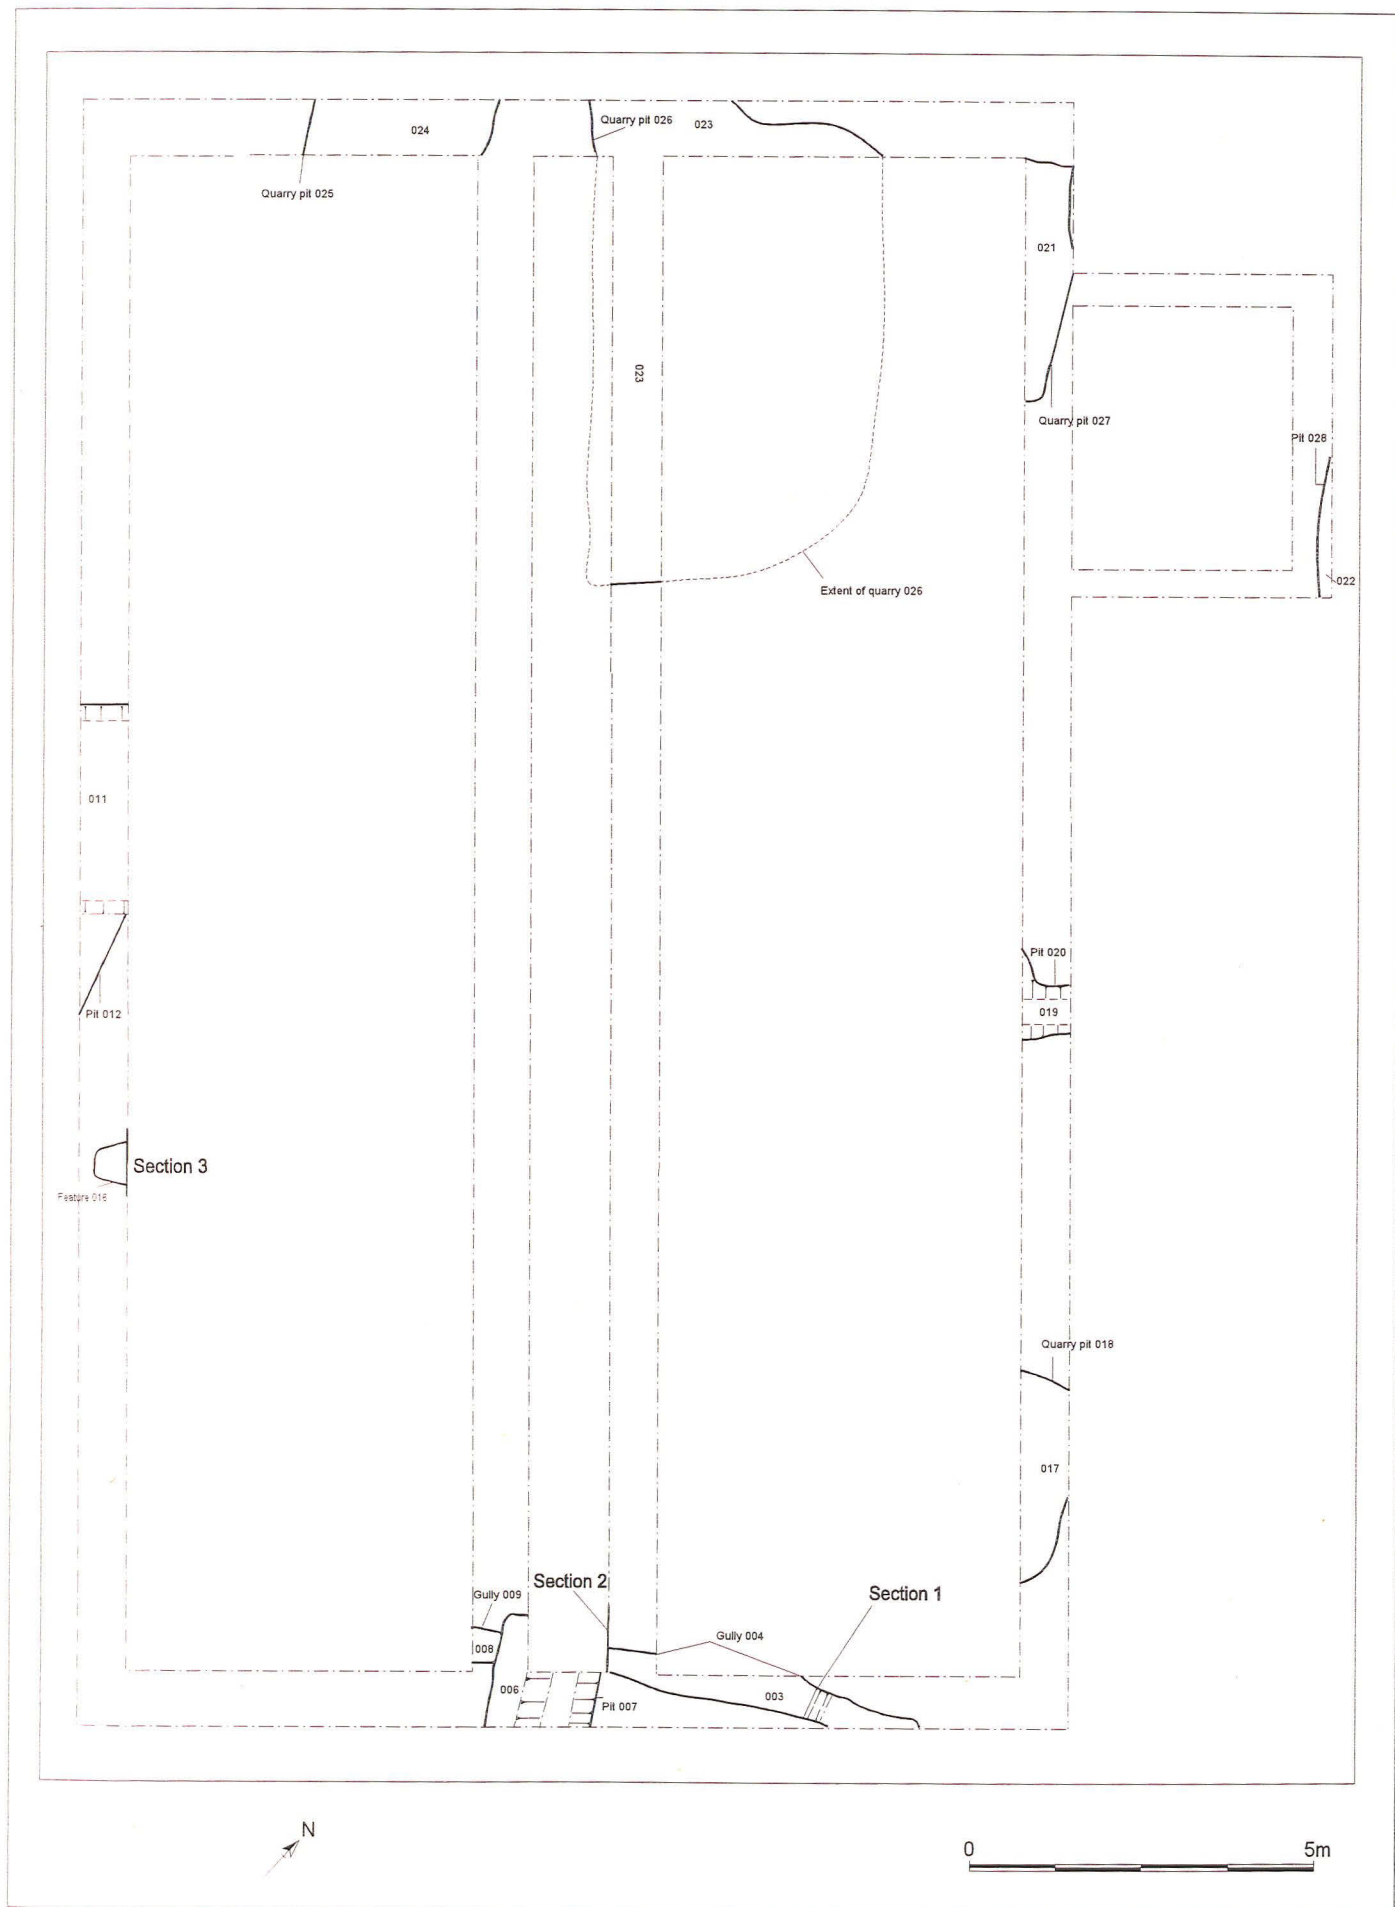 024
Quarry pit 026
023
Quarry pit 025
021
023
Quarry pit 027
Pit 028
022
Extent of quarry 026
011
Pit 012
Pit 020
019
Section 3
Feature 016
Quarry pit 018
017
Section 2
Section 1
Gully 009
008
Gully 004
006
Pit 007
003
N
0 5m